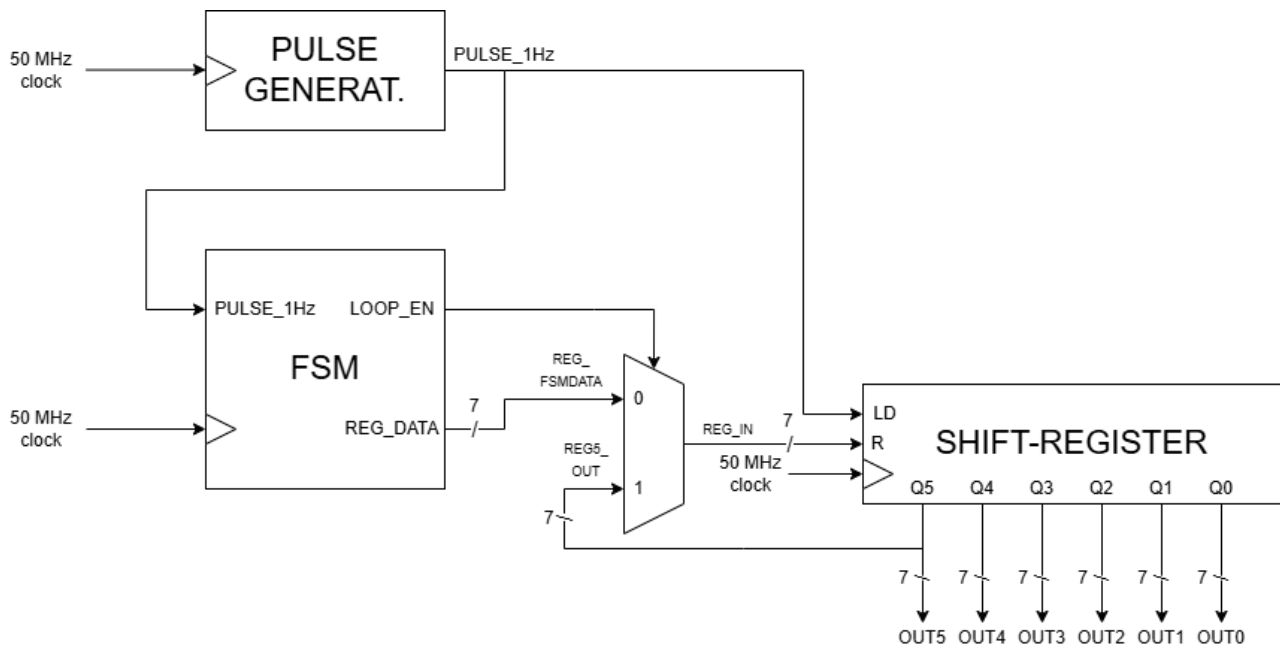 PULSE
GENERAT.
50 MHz
clock
PULSE_1Hz
PULSE_1Hz
LOOP_EN
FSM
REG_DATA
50 MHz
clock
7
REG_
FSMDATA
0
REG5_
OUT
1
7
REG_IN
7
50 MHz
clock
LD
R
SHIFT-REGISTER
Q5 Q4 Q3 Q2 Q1 Q0
7 7 7 7 7 7
OUT5 OUT4 OUT3 OUT2 OUT1 OUT0